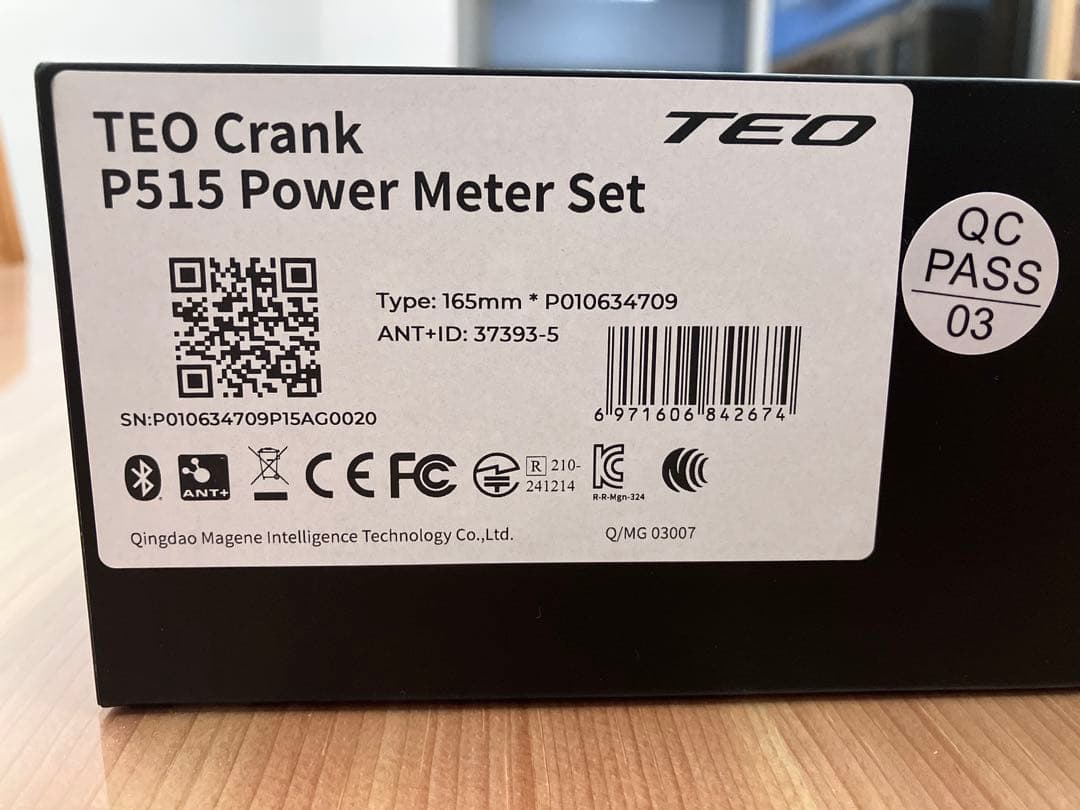 TEO Crank
TEO
P515 Power Meter Set
QC
PASS
03
Type: 165mm * P010634709
ANT+ID: 37393-5
6 971606 842674
SN:P010634709P15AG0020
ANT+
CE FC
R 210-
241214
R-R-Mgn-324
Qingdao Magene Intelligence Technology Co.,Ltd.
Q/MG 03007